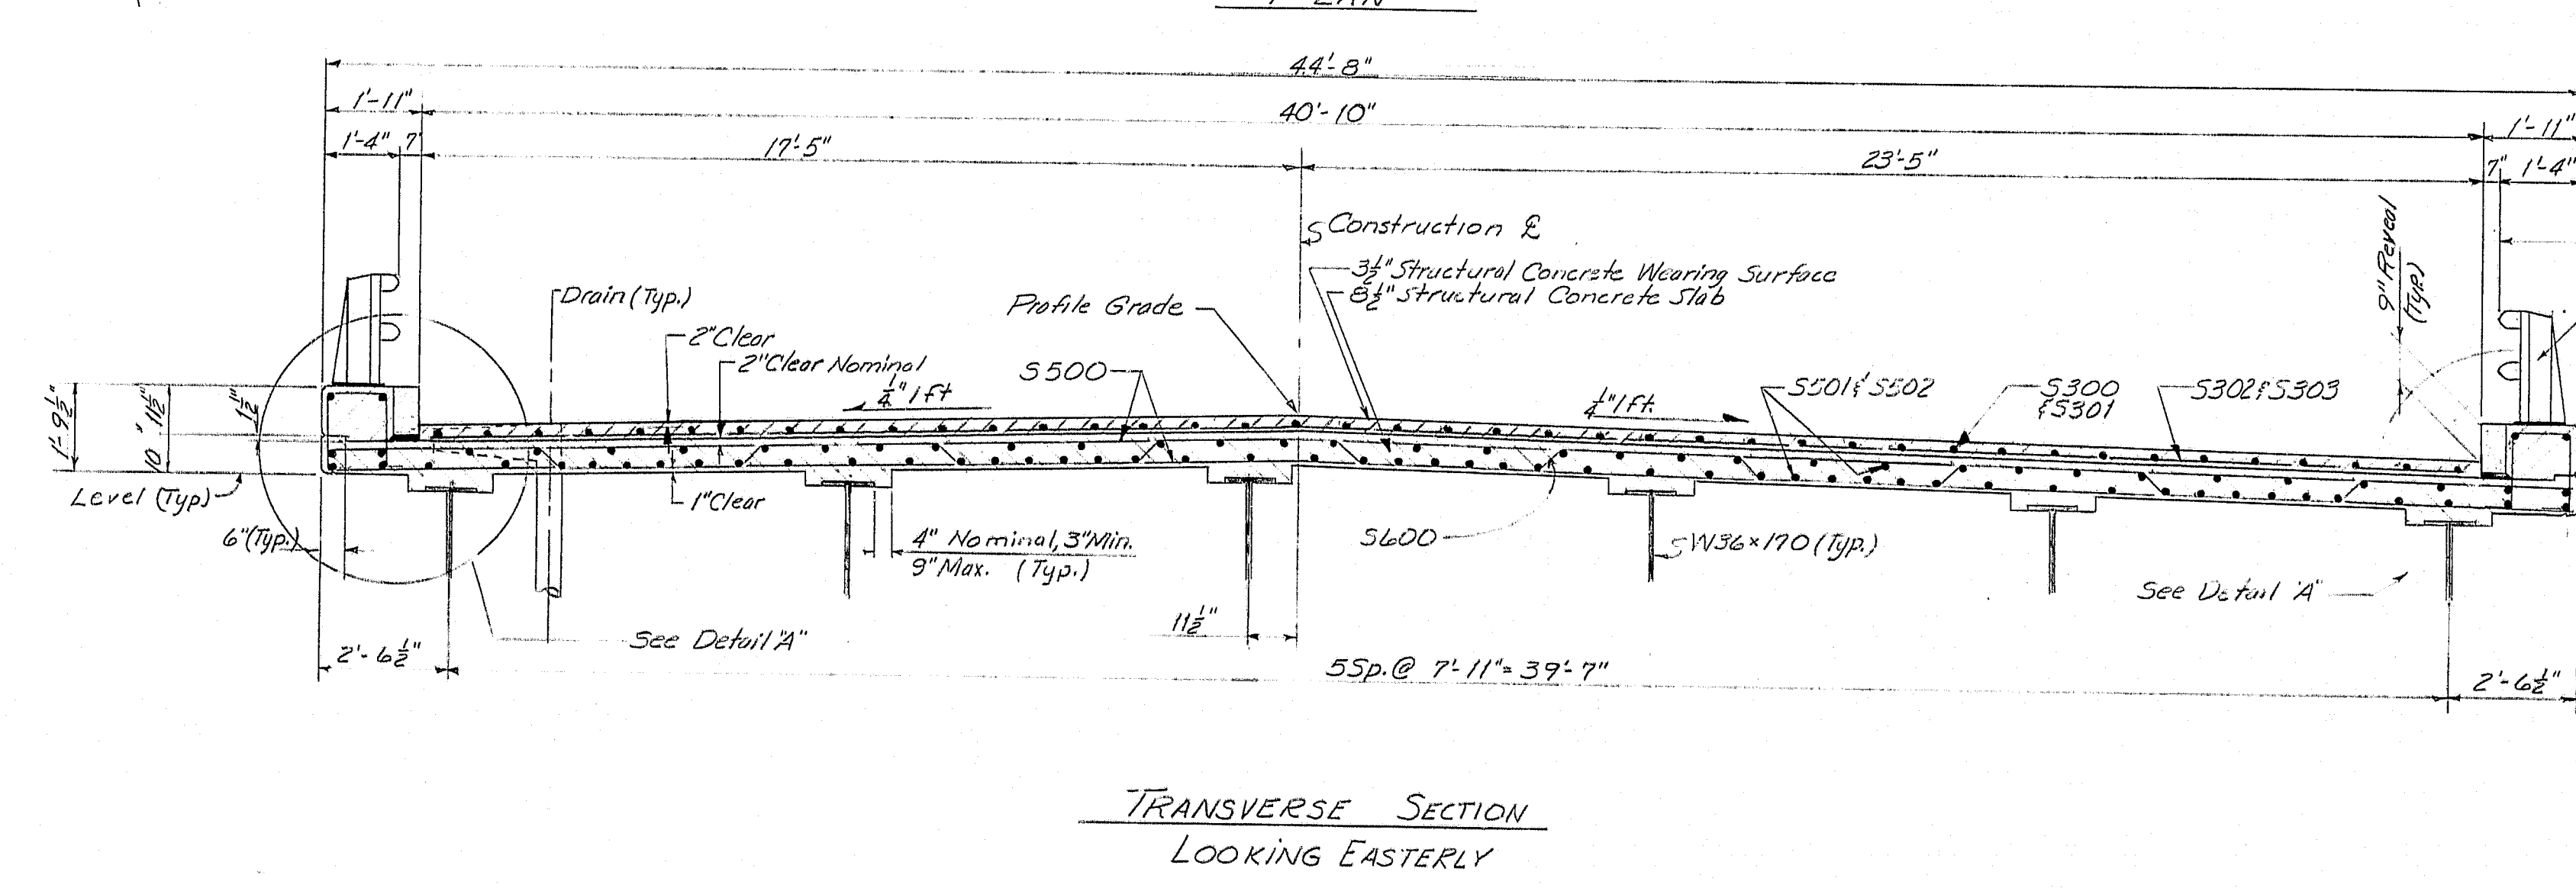 PLAN
44'-8"
1'-11" 40'-10" 1'-11"
1'-4" 7" 17'-5" 23'-5" 7" 1'-4"
9" Reveal
(Typ.)
Construction ℄
3½" Structural Concrete Wearing Surface
8½" Structural Concrete Slab
Drain (Typ.)
Profile Grade
2" Clear
2" Clear Nominal
¼"/ft
S500
¼"/ft.
S501 & S502
S300
& S301
S302 & S303
1'-9½"
10" 11½"
1½"
Level (Typ)
6" (Typ.)
1" Clear
4" Nominal, 3" Min.
9" Max. (Typ.)
S600
W36×170 (Typ.)
See Detail "A"
11½"
See Detail "A"
2'-6½" 5 Sp. @ 7'-11" = 39'-7" 2'-6½"
TRANSVERSE SECTION
LOOKING EASTERLY